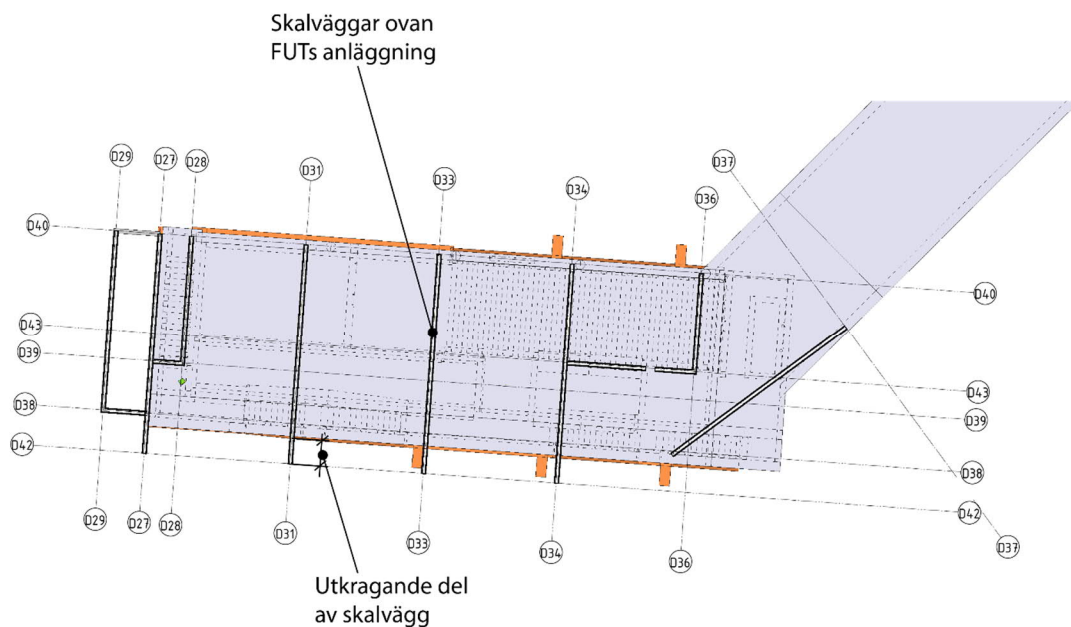 Skalväggar ovan
FUTs anläggning
D29
D27
D28
D31
D33
D34
D37
D36
D40
D40
D43
D39
D43
D38
D39
D42
D38
D42
D29
D27
D28
D31
D33
D34
D36
D37
Utkragande del
av skalvägg